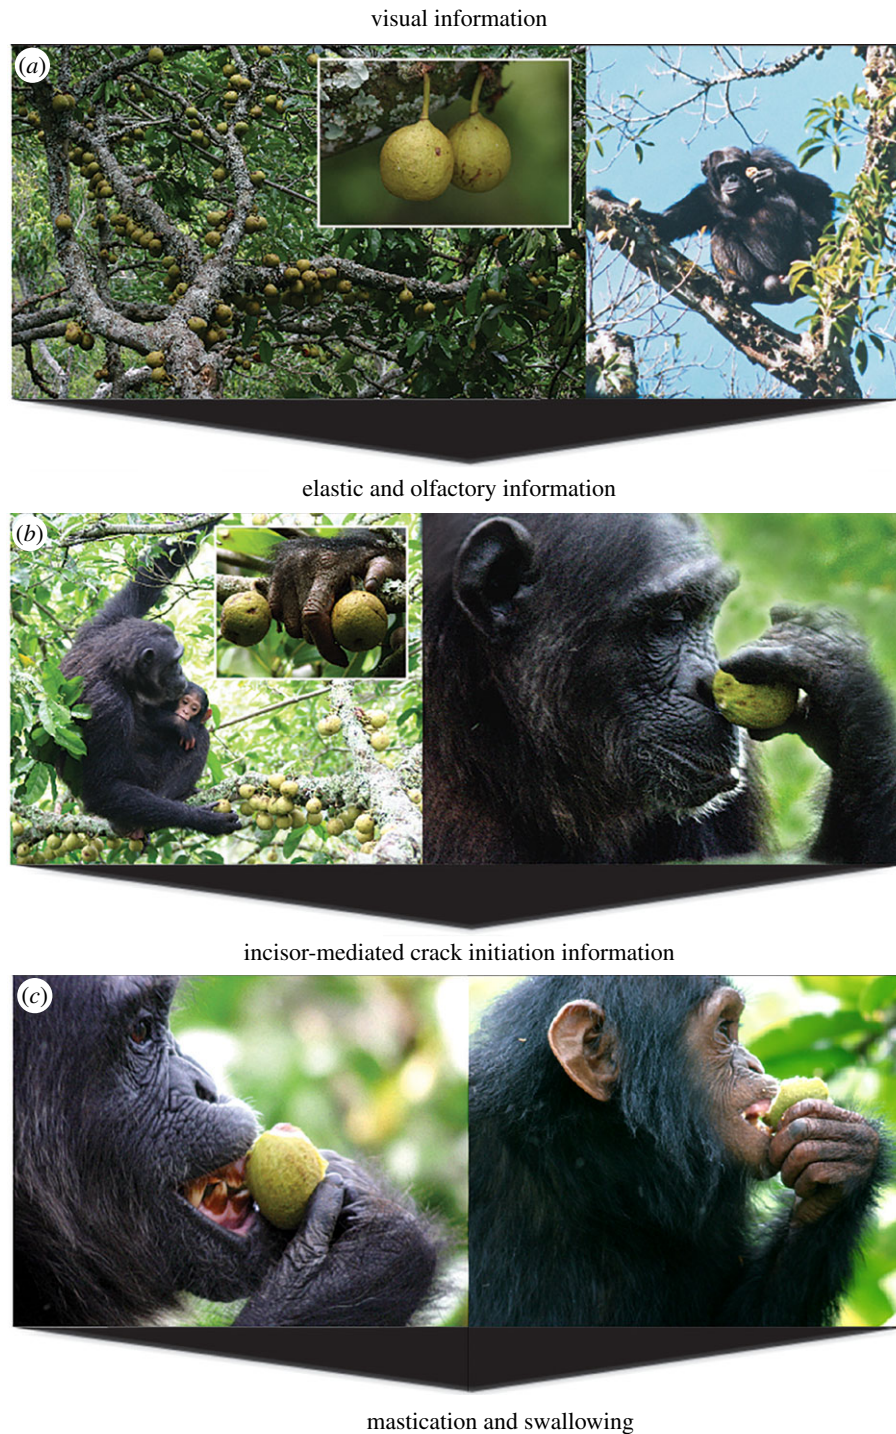 visual information
(a)
elastic and olfactory information
(b)
incisor-mediated crack initiation information
(c)
mastication and swallowing